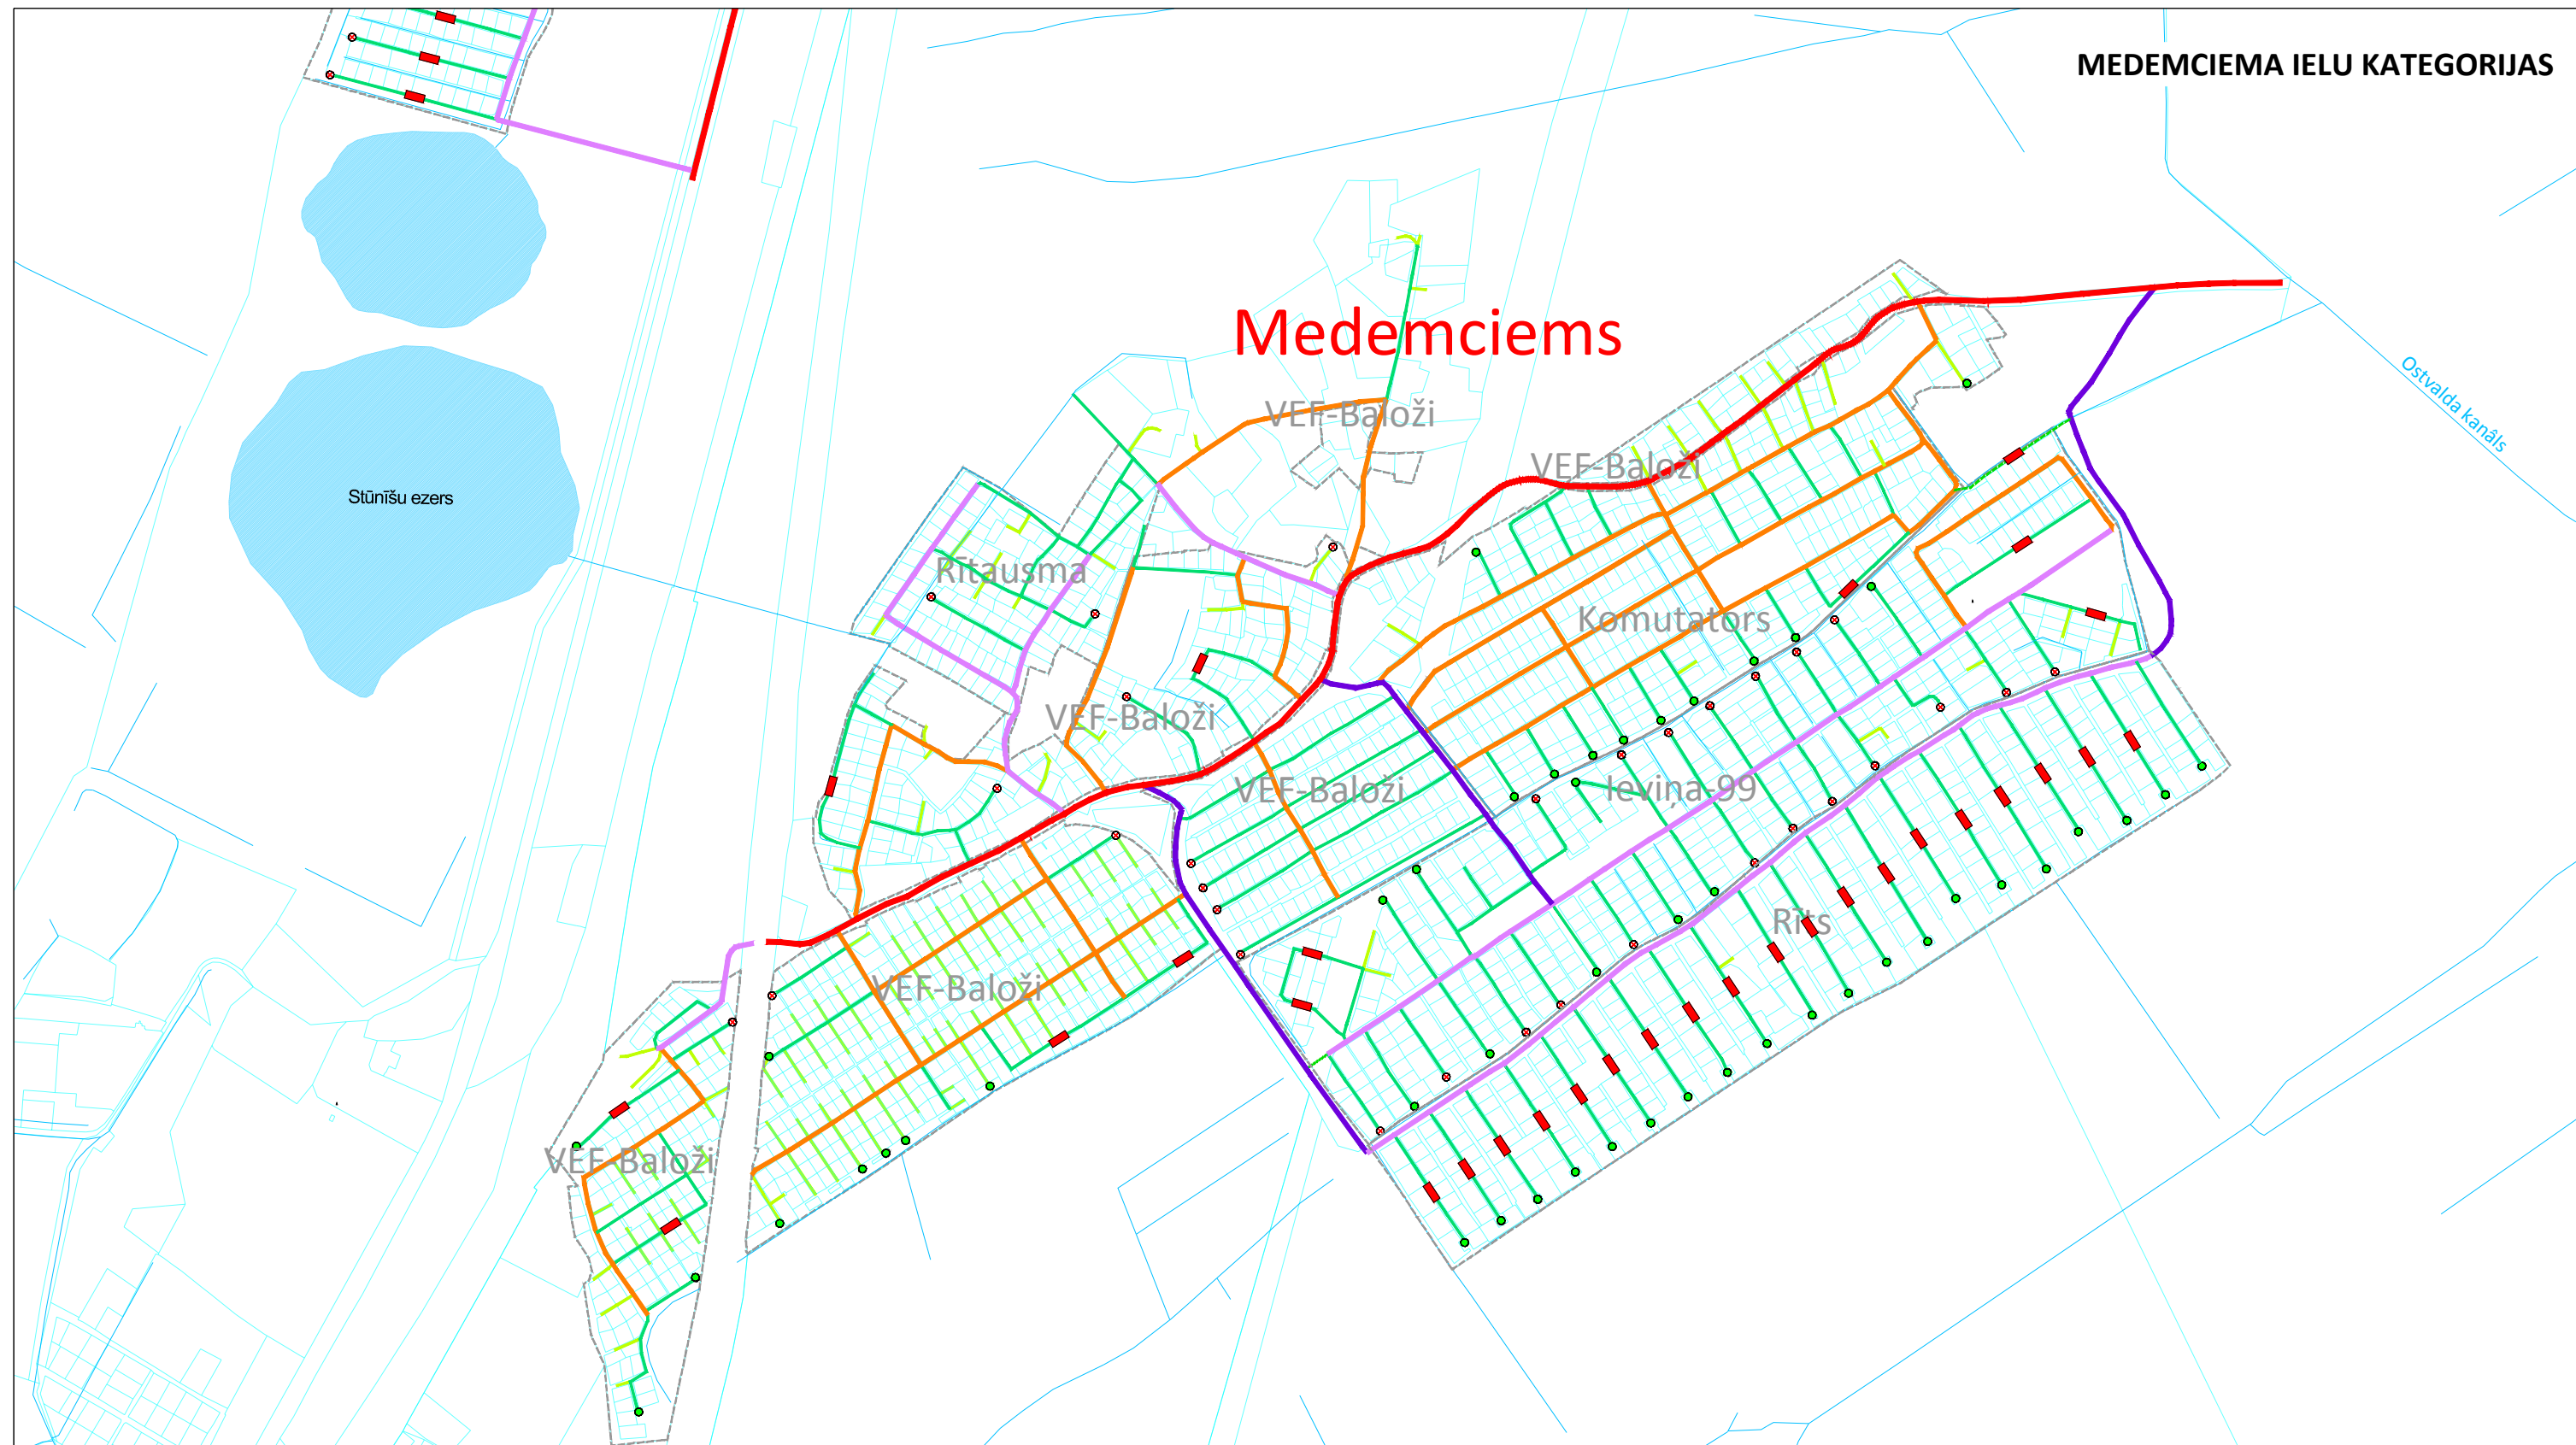 MEDEMCIEMA IELU KATEGORIJAS
Medemciems
VEF-Baloži
Ostvalda kanāls
VEF-Baloži
Stūnīšu ezers
Rītausma
Komutators
VEF-Baloži
VEF-Baloži
Ieviņa-99
Rīts
VEF-Baloži
VEF-Baloži